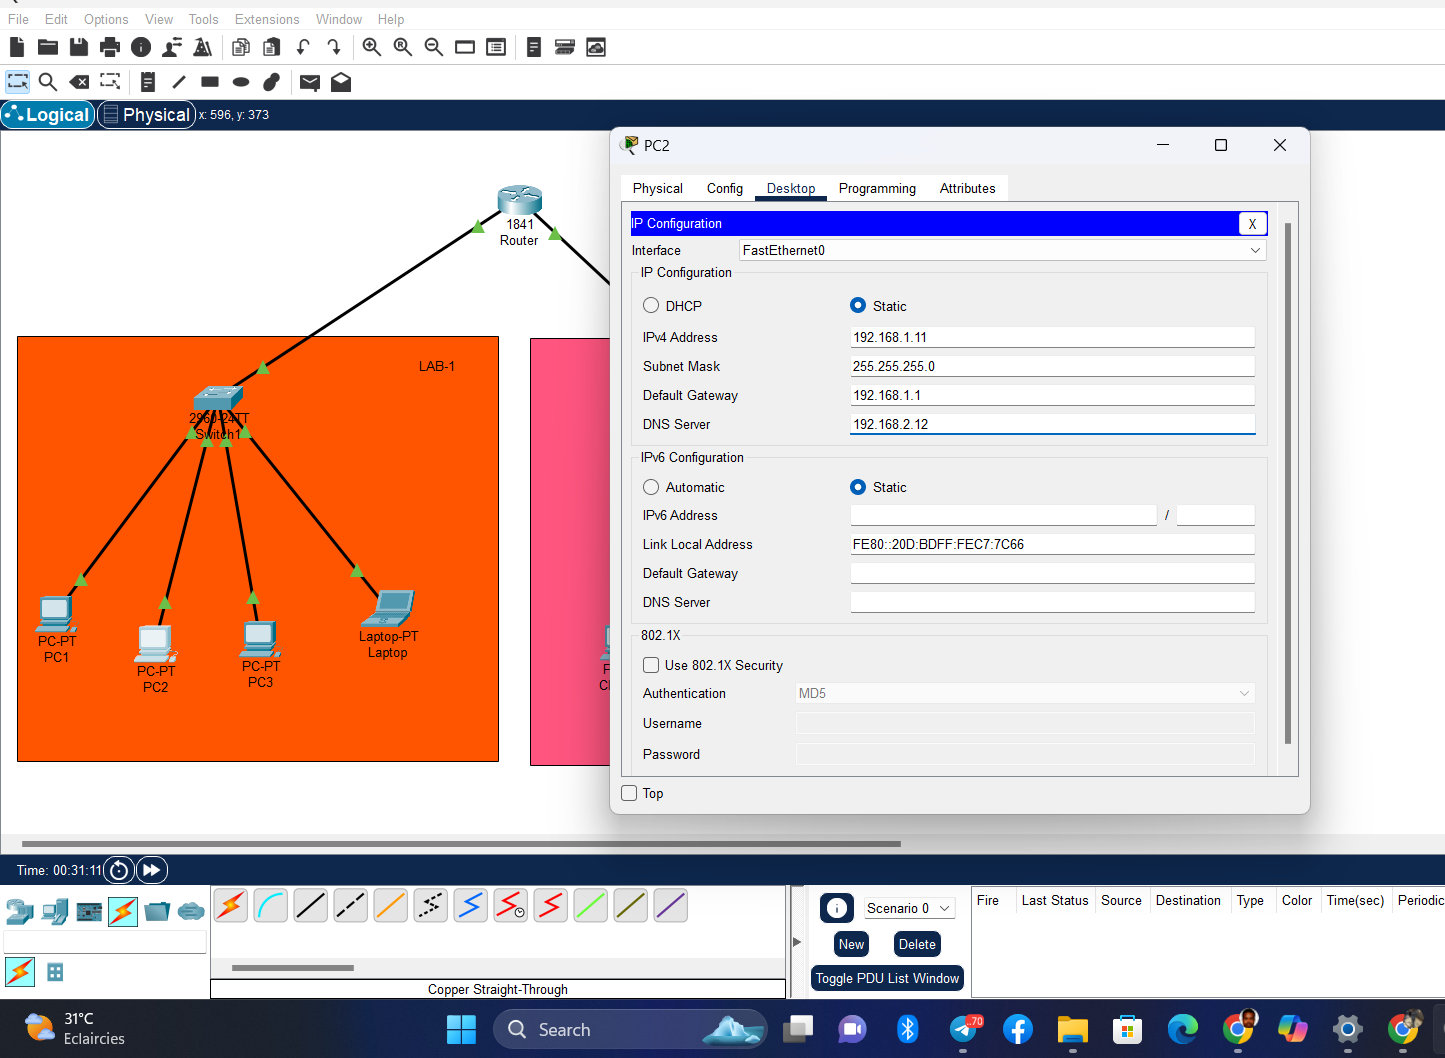 File Edit Options View Tools Extensions Window Help
Logical Physical x: 596, y: 373
PC2
Physical Config Desktop Programming Attributes
IP Configuration X
Interface FastEthernet0
IP Configuration
DHCP Static
IPv4 Address 192.168.1.11
Subnet Mask 255.255.255.0
Default Gateway 192.168.1.1
DNS Server 192.168.2.12
IPv6 Configuration
Automatic Static
IPv6 Address /
Link Local Address FE80::20D:BDFF:FEC7:7C66
Default Gateway
DNS Server
802.1X
Use 802.1X Security
Authentication MD5
Username
Password
Top
1841
Router
LAB-1
2960-24TT
Switch1
PC-PT
PC1
PC-PT
PC2
PC-PT
PC3
Laptop-PT
Laptop
Time: 00:31:11
Scenario 0
New Delete
Toggle PDU List Window
Fire Last Status Source Destination Type Color Time(sec) Periodic
Copper Straight-Through
31°C
Eclaircies
Search
..70